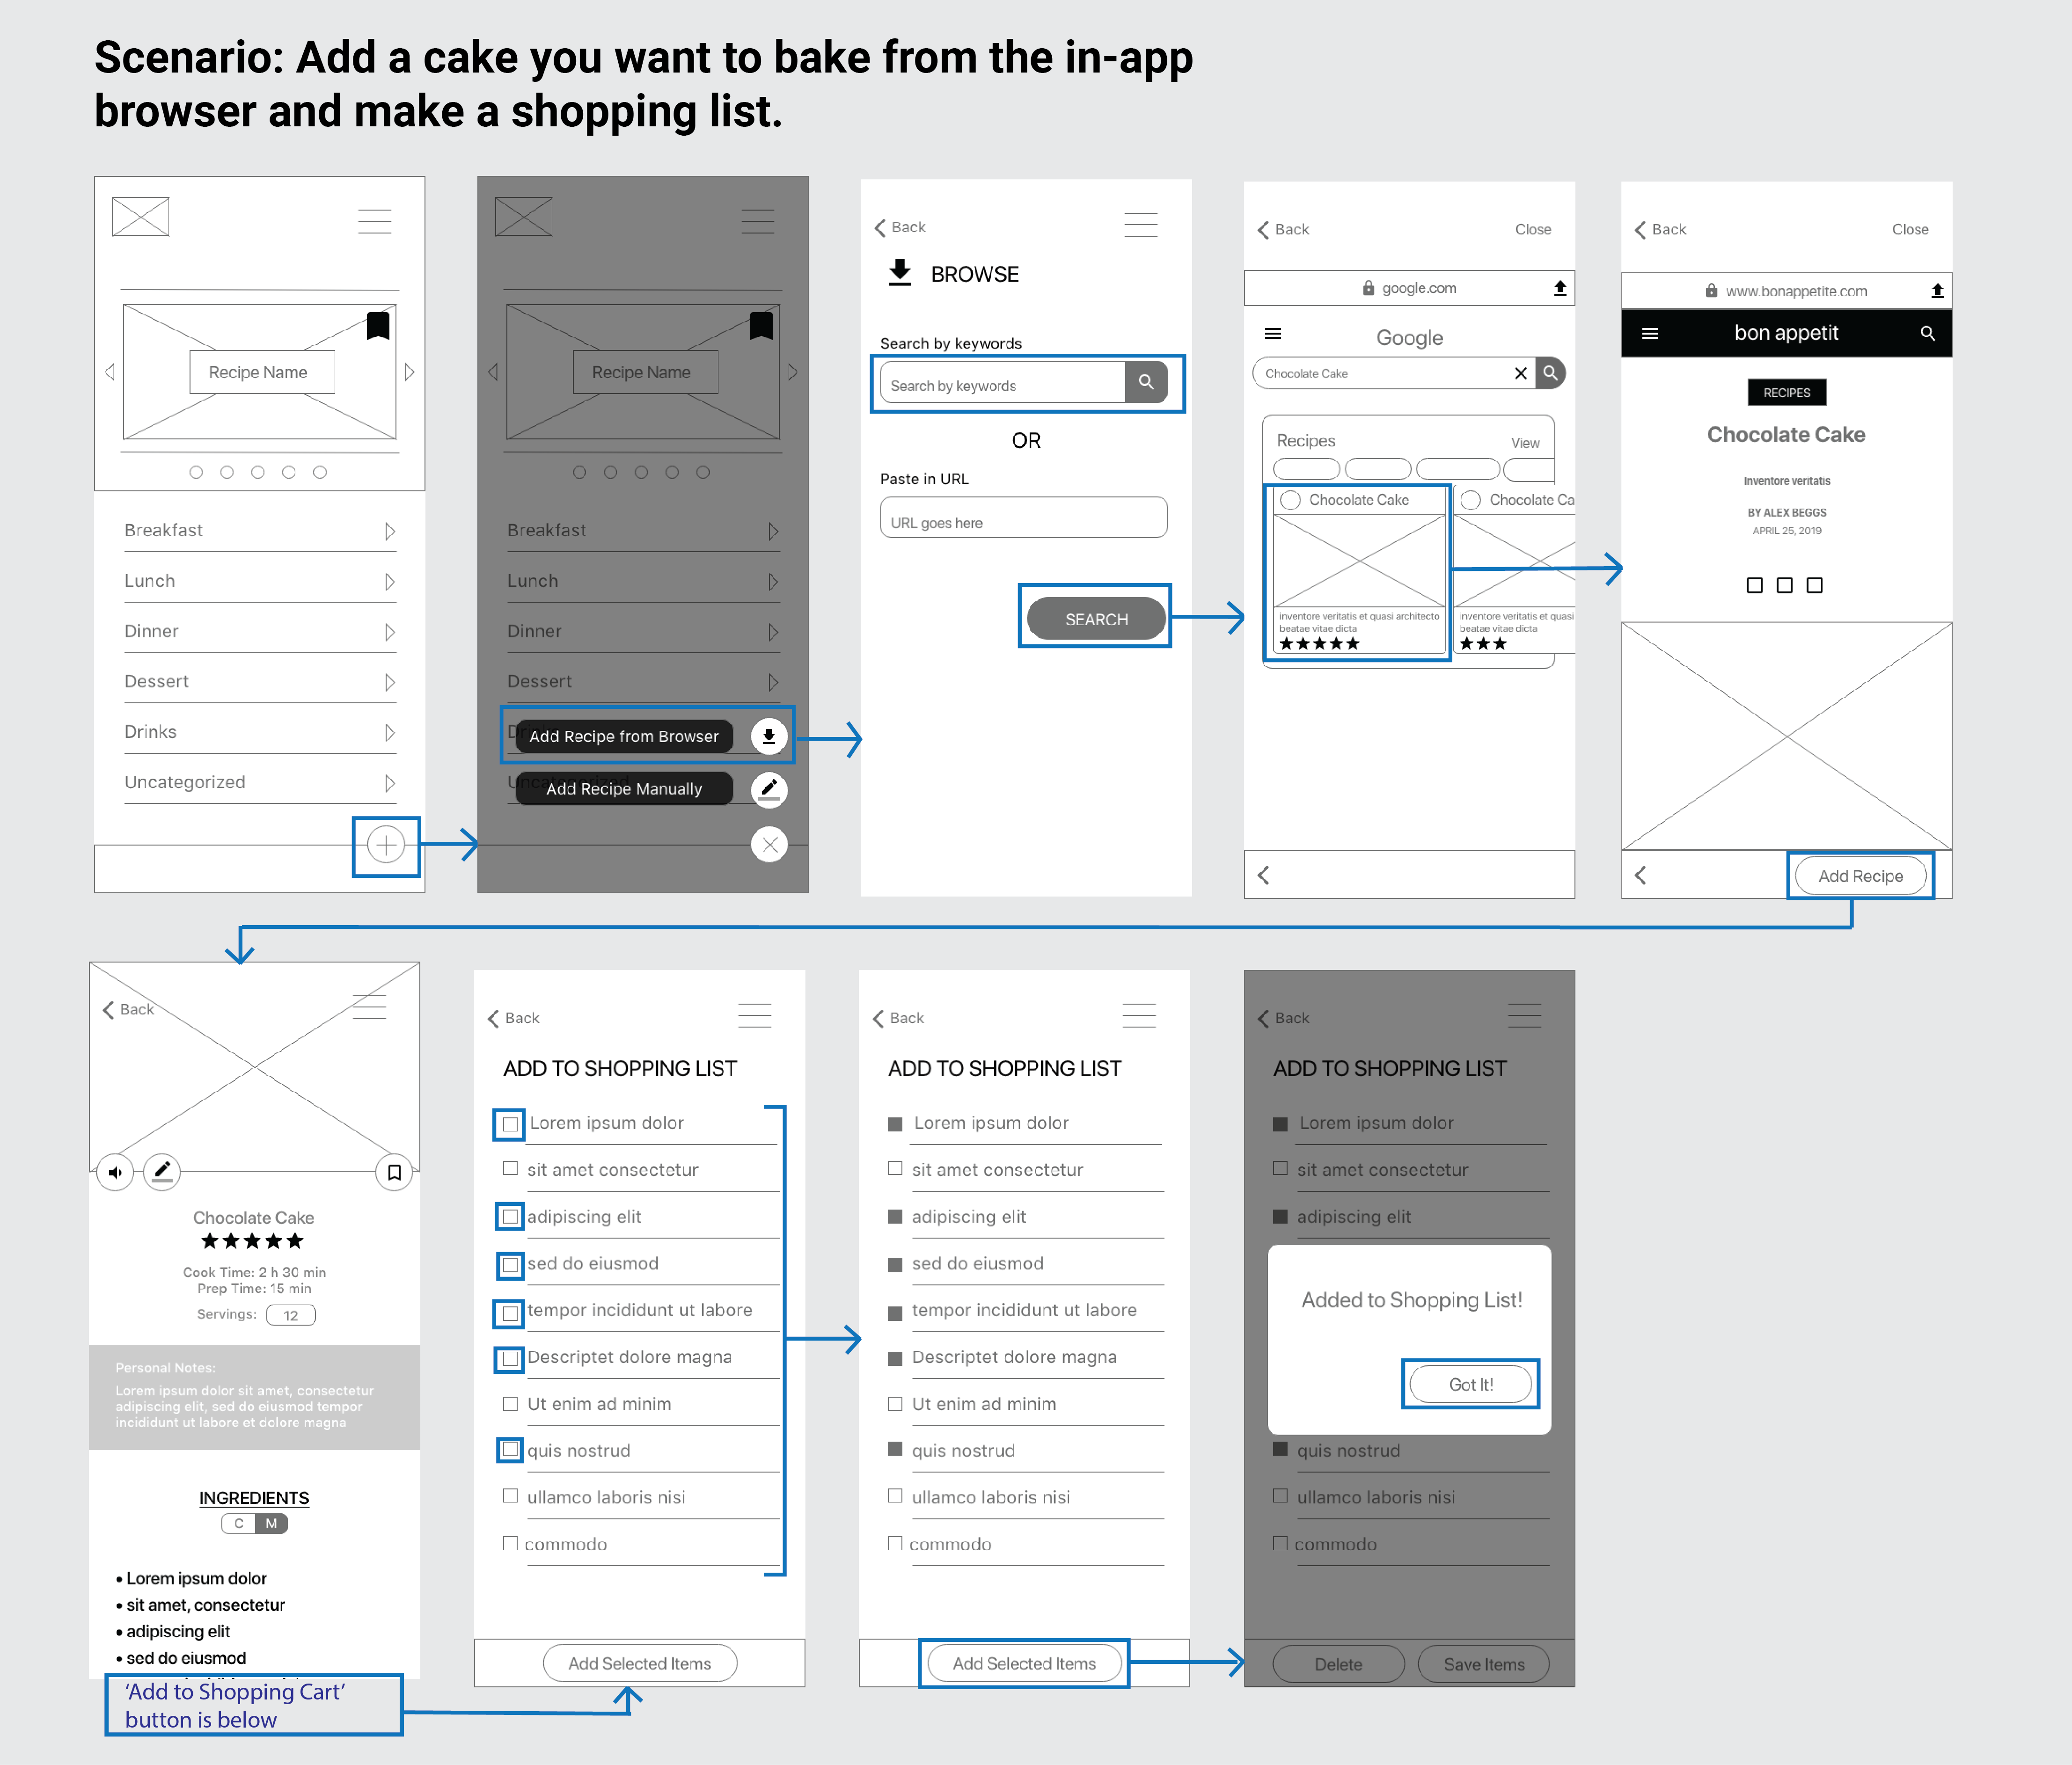 Scenario: Add a cake you want to bake from the in-app
browser and make a shopping list.
Recipe Name
Breakfast
Lunch
Dinner
Dessert
Drinks
Uncategorized
Recipe Name
Breakfast
Lunch
Dinner
Dessert
Add Recipe from Browser
Add Recipe Manually
Back
BROWSE
Search by keywords
Search by keywords
OR
Paste in URL
URL goes here
SEARCH
Back
Close
google.com
Google
Chocolate Cake
Recipes
View
Chocolate Cake
inventore veritatis et quasi architecto
beatae vitae dicta
Chocolate Ca
inventore veritatis et quasi
beatae vitae dicta
Back
Close
www.bonappetite.com
bon appetit
RECIPES
Chocolate Cake
Inventore veritatis
BY ALEX BEGGS
APRIL 25, 2019
Add Recipe
Back
Chocolate Cake
Cook Time: 2 h 30 min
Prep Time: 15 min
Servings: 12
Personal Notes:
Lorem ipsum dolor sit amet, consectetur
adipiscing elit, sed do eiusmod tempor
incididunt ut labore et dolore magna
INGREDIENTS
C M
• Lorem ipsum dolor
• sit amet, consectetur
• adipiscing elit
• sed do eiusmod
'Add to Shopping Cart'
button is below
Back
ADD TO SHOPPING LIST
Lorem ipsum dolor
sit amet consectetur
adipiscing elit
sed do eiusmod
tempor incididunt ut labore
Descriptet dolore magna
Ut enim ad minim
quis nostrud
ullamco laboris nisi
commodo
Add Selected Items
Back
ADD TO SHOPPING LIST
Lorem ipsum dolor
sit amet consectetur
adipiscing elit
sed do eiusmod
tempor incididunt ut labore
Descriptet dolore magna
Ut enim ad minim
quis nostrud
ullamco laboris nisi
commodo
Add Selected Items
Back
ADD TO SHOPPING LIST
Lorem ipsum dolor
sit amet consectetur
adipiscing elit
Added to Shopping List!
Got It!
quis nostrud
ullamco laboris nisi
commodo
Delete
Save Items